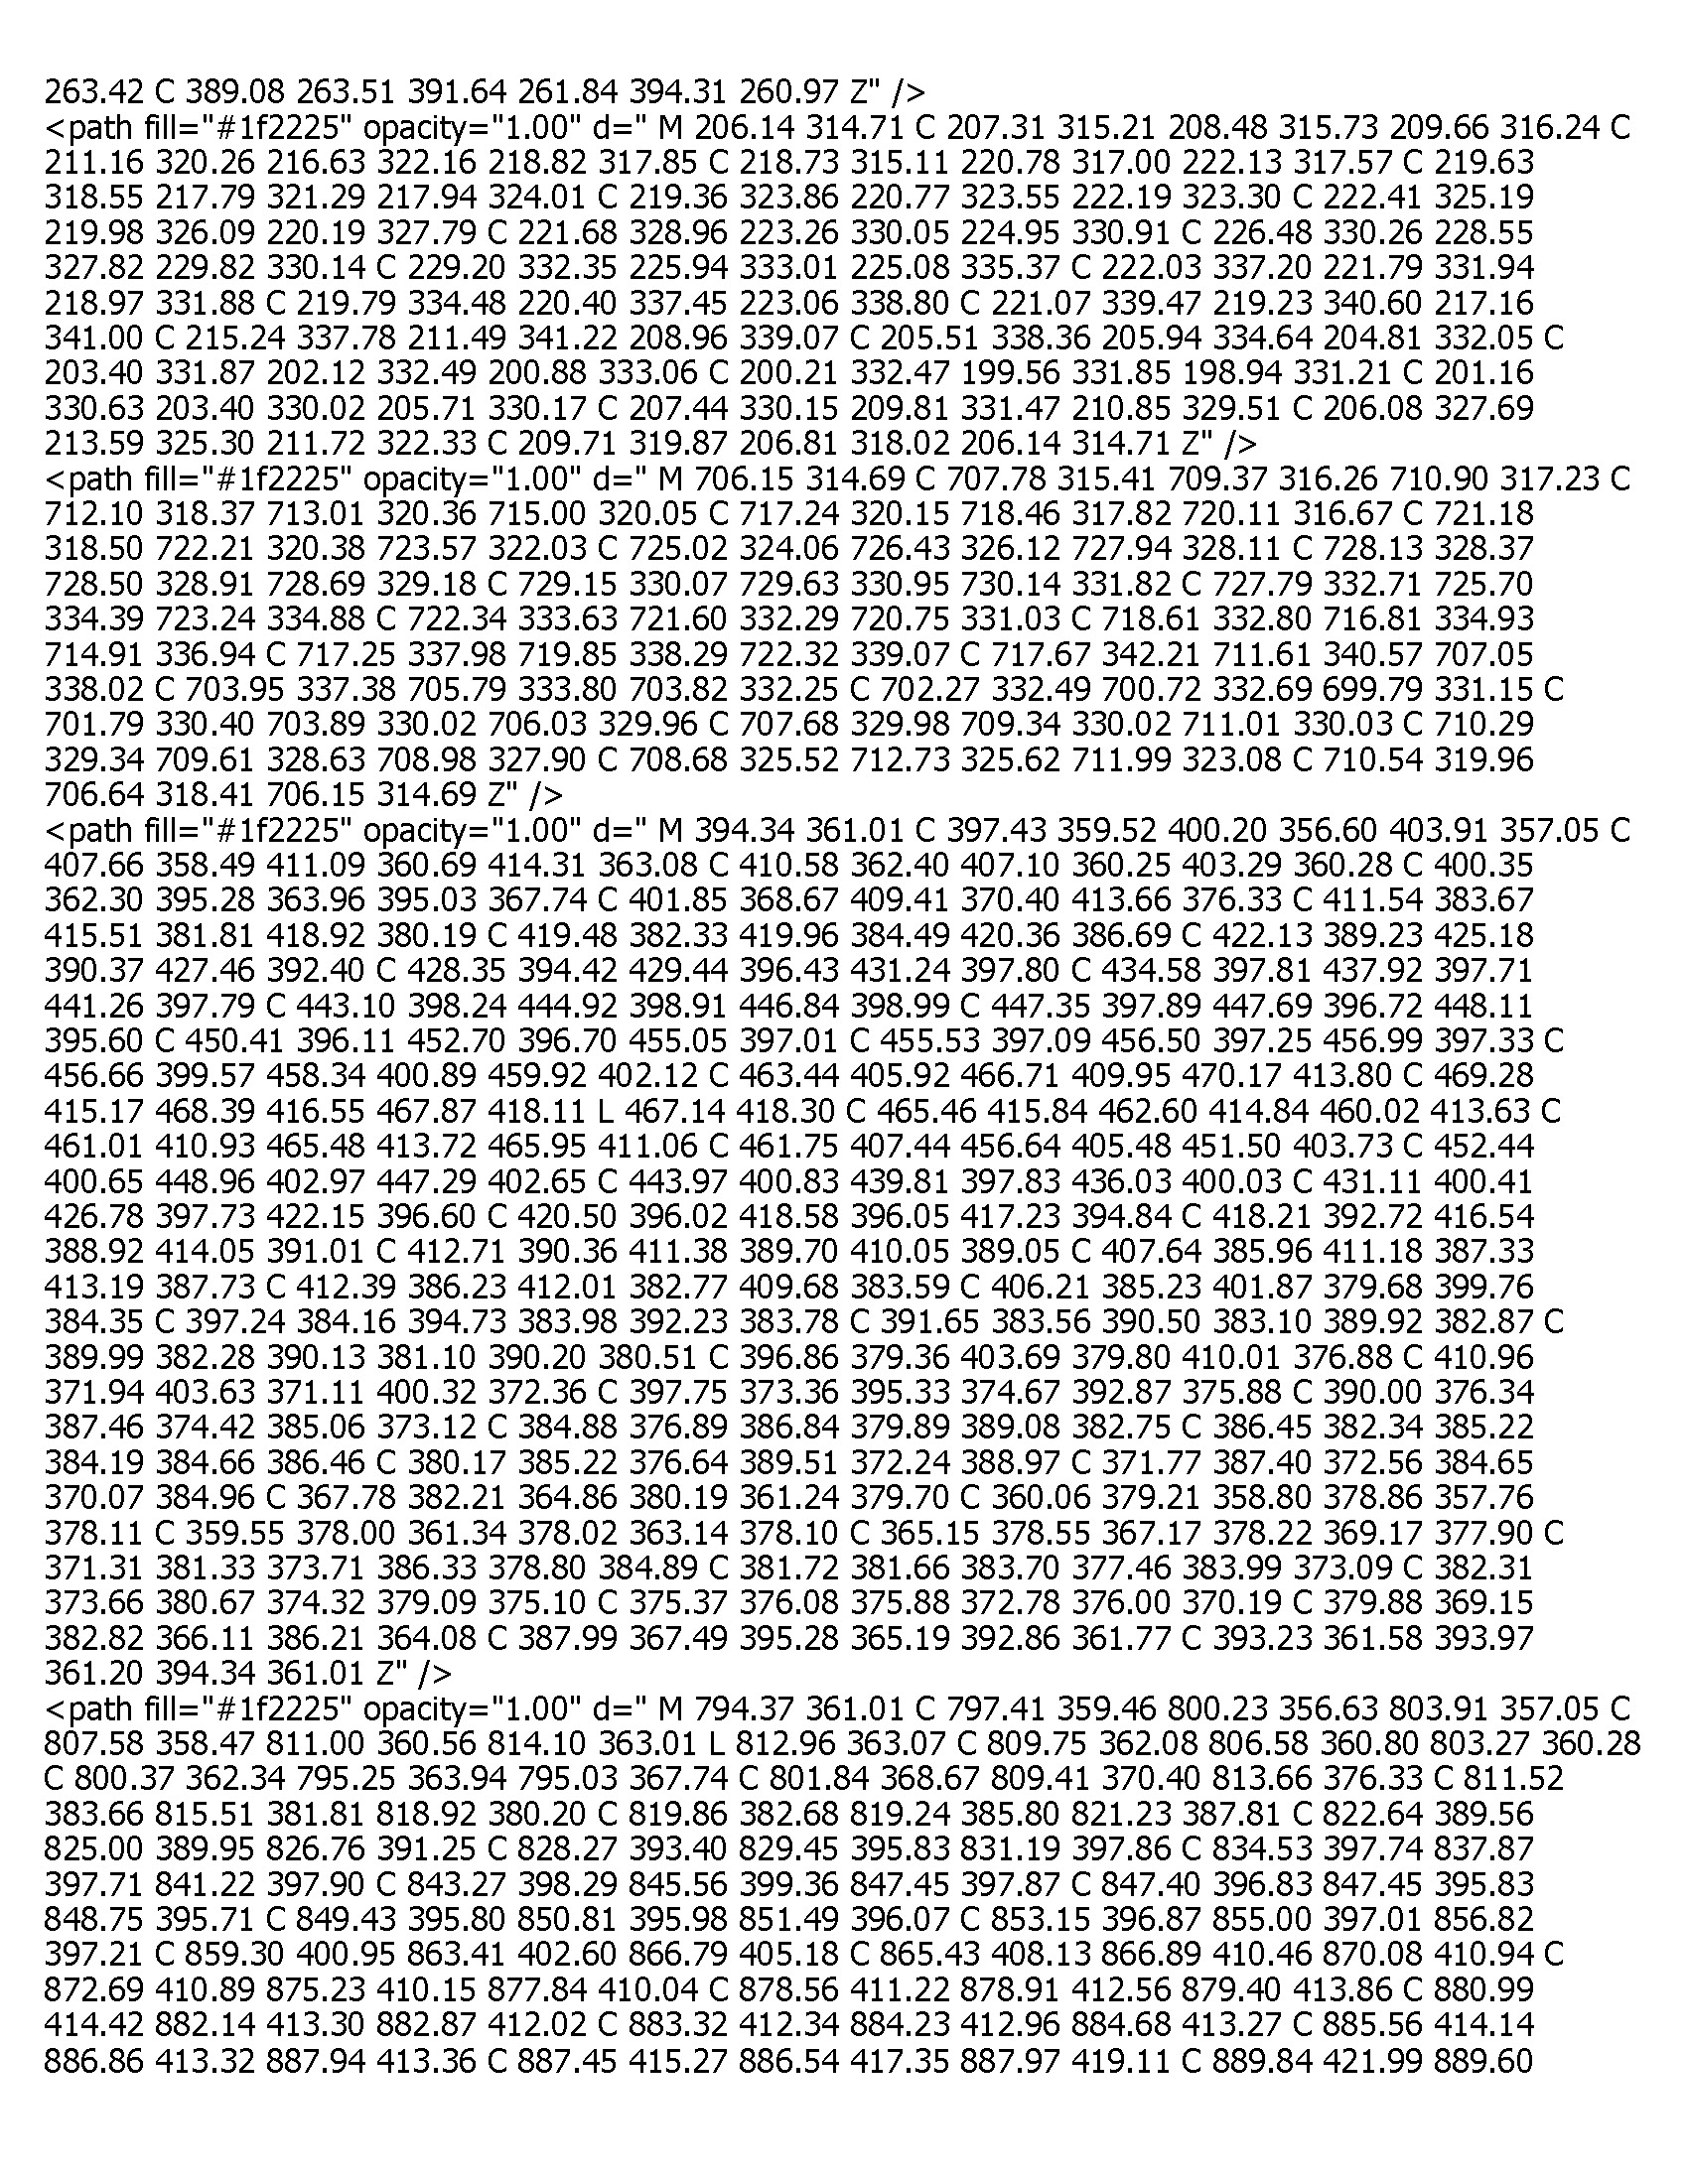 263.42 C 389.08 263.51 391.64 261.84 394.31 260.97 Z" />
<path fill="#1f2225" opacity="1.00" d=" M 206.14 314.71 C 207.31 315.21 208.48 315.73 209.66 316.24 C
211.16 320.26 216.63 322.16 218.82 317.85 C 218.73 315.11 220.78 317.00 222.13 317.57 C 219.63
318.55 217.79 321.29 217.94 324.01 C 219.36 323.86 220.77 323.55 222.19 323.30 C 222.41 325.19
219.98 326.09 220.19 327.79 C 221.68 328.96 223.26 330.05 224.95 330.91 C 226.48 330.26 228.55
327.82 229.82 330.14 C 229.20 332.35 225.94 333.01 225.08 335.37 C 222.03 337.20 221.79 331.94
218.97 331.88 C 219.79 334.48 220.40 337.45 223.06 338.80 C 221.07 339.47 219.23 340.60 217.16
341.00 C 215.24 337.78 211.49 341.22 208.96 339.07 C 205.51 338.36 205.94 334.64 204.81 332.05 C
203.40 331.87 202.12 332.49 200.88 333.06 C 200.21 332.47 199.56 331.85 198.94 331.21 C 201.16
330.63 203.40 330.02 205.71 330.17 C 207.44 330.15 209.81 331.47 210.85 329.51 C 206.08 327.69
213.59 325.30 211.72 322.33 C 209.71 319.87 206.81 318.02 206.14 314.71 Z" />
<path fill="#1f2225" opacity="1.00" d=" M 706.15 314.69 C 707.78 315.41 709.37 316.26 710.90 317.23 C
712.10 318.37 713.01 320.36 715.00 320.05 C 717.24 320.15 718.46 317.82 720.11 316.67 C 721.18
318.50 722.21 320.38 723.57 322.03 C 725.02 324.06 726.43 326.12 727.94 328.11 C 728.13 328.37
728.50 328.91 728.69 329.18 C 729.15 330.07 729.63 330.95 730.14 331.82 C 727.79 332.71 725.70
334.39 723.24 334.88 C 722.34 333.63 721.60 332.29 720.75 331.03 C 718.61 332.80 716.81 334.93
714.91 336.94 C 717.25 337.98 719.85 338.29 722.32 339.07 C 717.67 342.21 711.61 340.57 707.05
338.02 C 703.95 337.38 705.79 333.80 703.82 332.25 C 702.27 332.49 700.72 332.69 699.79 331.15 C
701.79 330.40 703.89 330.02 706.03 329.96 C 707.68 329.98 709.34 330.02 711.01 330.03 C 710.29
329.34 709.61 328.63 708.98 327.90 C 708.68 325.52 712.73 325.62 711.99 323.08 C 710.54 319.96
706.64 318.41 706.15 314.69 Z" />
<path fill="#1f2225" opacity="1.00" d=" M 394.34 361.01 C 397.43 359.52 400.20 356.60 403.91 357.05 C
407.66 358.49 411.09 360.69 414.31 363.08 C 410.58 362.40 407.10 360.25 403.29 360.28 C 400.35
362.30 395.28 363.96 395.03 367.74 C 401.85 368.67 409.41 370.40 413.66 376.33 C 411.54 383.67
415.51 381.81 418.92 380.19 C 419.48 382.33 419.96 384.49 420.36 386.69 C 422.13 389.23 425.18
390.37 427.46 392.40 C 428.35 394.42 429.44 396.43 431.24 397.80 C 434.58 397.81 437.92 397.71
441.26 397.79 C 443.10 398.24 444.92 398.91 446.84 398.99 C 447.35 397.89 447.69 396.72 448.11
395.60 C 450.41 396.11 452.70 396.70 455.05 397.01 C 455.53 397.09 456.50 397.25 456.99 397.33 C
456.66 399.57 458.34 400.89 459.92 402.12 C 463.44 405.92 466.71 409.95 470.17 413.80 C 469.28
415.17 468.39 416.55 467.87 418.11 L 467.14 418.30 C 465.46 415.84 462.60 414.84 460.02 413.63 C
461.01 410.93 465.48 413.72 465.95 411.06 C 461.75 407.44 456.64 405.48 451.50 403.73 C 452.44
400.65 448.96 402.97 447.29 402.65 C 443.97 400.83 439.81 397.83 436.03 400.03 C 431.11 400.41
426.78 397.73 422.15 396.60 C 420.50 396.02 418.58 396.05 417.23 394.84 C 418.21 392.72 416.54
388.92 414.05 391.01 C 412.71 390.36 411.38 389.70 410.05 389.05 C 407.64 385.96 411.18 387.33
413.19 387.73 C 412.39 386.23 412.01 382.77 409.68 383.59 C 406.21 385.23 401.87 379.68 399.76
384.35 C 397.24 384.16 394.73 383.98 392.23 383.78 C 391.65 383.56 390.50 383.10 389.92 382.87 C
389.99 382.28 390.13 381.10 390.20 380.51 C 396.86 379.36 403.69 379.80 410.01 376.88 C 410.96
371.94 403.63 371.11 400.32 372.36 C 397.75 373.36 395.33 374.67 392.87 375.88 C 390.00 376.34
387.46 374.42 385.06 373.12 C 384.88 376.89 386.84 379.89 389.08 382.75 C 386.45 382.34 385.22
384.19 384.66 386.46 C 380.17 385.22 376.64 389.51 372.24 388.97 C 371.77 387.40 372.56 384.65
370.07 384.96 C 367.78 382.21 364.86 380.19 361.24 379.70 C 360.06 379.21 358.80 378.86 357.76
378.11 C 359.55 378.00 361.34 378.02 363.14 378.10 C 365.15 378.55 367.17 378.22 369.17 377.90 C
371.31 381.33 373.71 386.33 378.80 384.89 C 381.72 381.66 383.70 377.46 383.99 373.09 C 382.31
373.66 380.67 374.32 379.09 375.10 C 375.37 376.08 375.88 372.78 376.00 370.19 C 379.88 369.15
382.82 366.11 386.21 364.08 C 387.99 367.49 395.28 365.19 392.86 361.77 C 393.23 361.58 393.97
361.20 394.34 361.01 Z" />
<path fill="#1f2225" opacity="1.00" d=" M 794.37 361.01 C 797.41 359.46 800.23 356.63 803.91 357.05 C
807.58 358.47 811.00 360.56 814.10 363.01 L 812.96 363.07 C 809.75 362.08 806.58 360.80 803.27 360.28
C 800.37 362.34 795.25 363.94 795.03 367.74 C 801.84 368.67 809.41 370.40 813.66 376.33 C 811.52
383.66 815.51 381.81 818.92 380.20 C 819.86 382.68 819.24 385.80 821.23 387.81 C 822.64 389.56
825.00 389.95 826.76 391.25 C 828.27 393.40 829.45 395.83 831.19 397.86 C 834.53 397.74 837.87
397.71 841.22 397.90 C 843.27 398.29 845.56 399.36 847.45 397.87 C 847.40 396.83 847.45 395.83
848.75 395.71 C 849.43 395.80 850.81 395.98 851.49 396.07 C 853.15 396.87 855.00 397.01 856.82
397.21 C 859.30 400.95 863.41 402.60 866.79 405.18 C 865.43 408.13 866.89 410.46 870.08 410.94 C
872.69 410.89 875.23 410.15 877.84 410.04 C 878.56 411.22 878.91 412.56 879.40 413.86 C 880.99
414.42 882.14 413.30 882.87 412.02 C 883.32 412.34 884.23 412.96 884.68 413.27 C 885.56 414.14
886.86 413.32 887.94 413.36 C 887.45 415.27 886.54 417.35 887.97 419.11 C 889.84 421.99 889.60